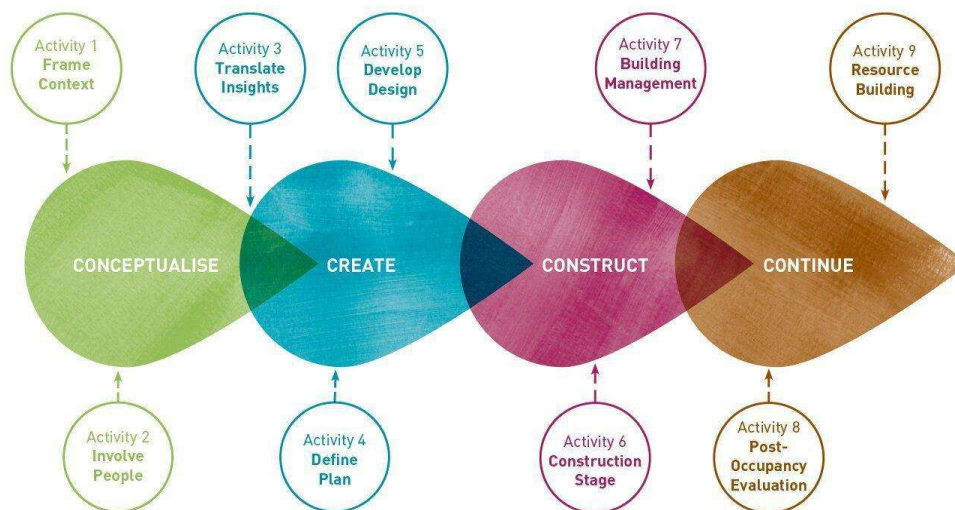 Activity 1
Frame
Context
Activity 3
Translate
Insights
Activity 5
Develop
Design
Activity 7
Building
Management
Activity 9
Resource
Building
CONCEPTUALISE
CREATE
CONSTRUCT
CONTINUE
Activity 2
Involve
People
Activity 4
Define
Plan
Activity 6
Construction
Stage
Activity 8
Post-
Occupancy
Evaluation